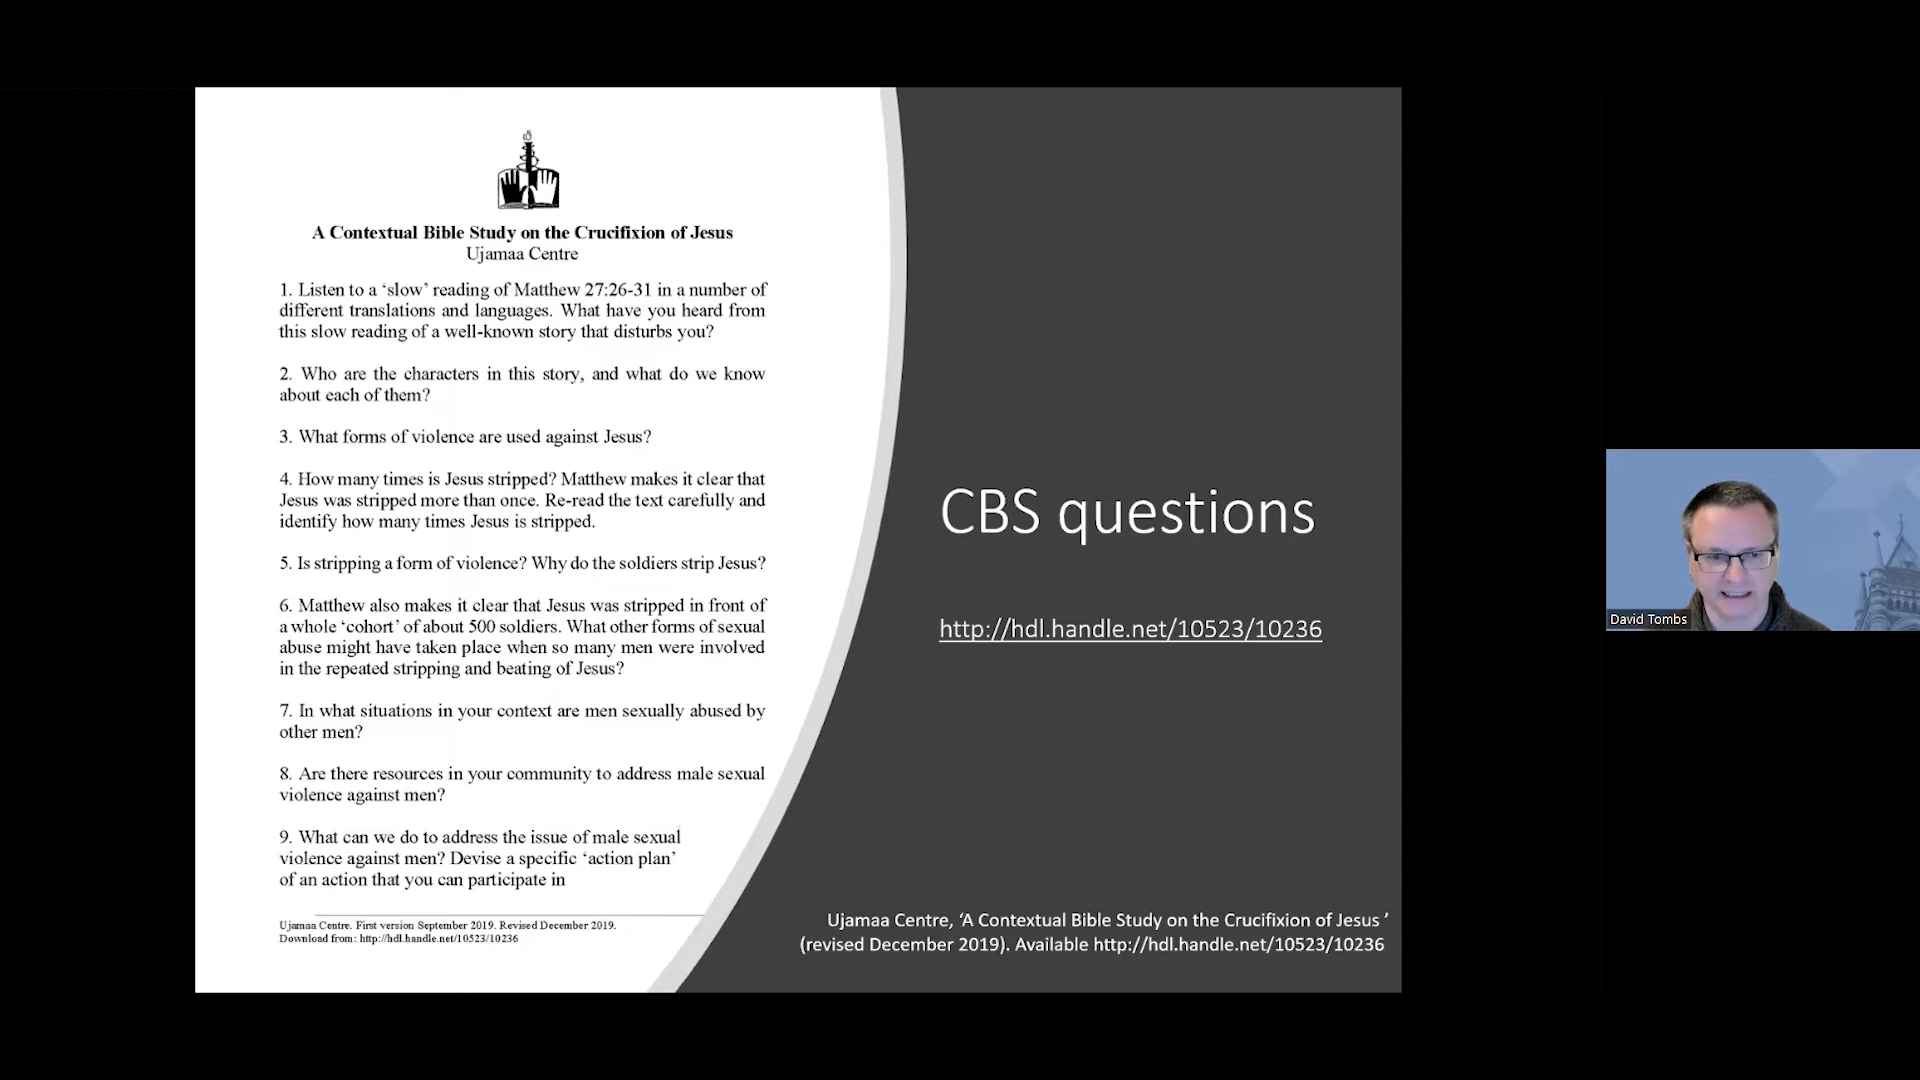 A Contextual Bible Study on the Crucifixion of Jesus
Ujamaa Centre
1. Listen to a ‘slow’ reading of Matthew 27:26-31 in a number of
different translations and languages. What have you heard from
this slow reading of a well-known story that disturbs you?
2. Who are the characters in this story, and what do we know
about each of them?
3. What forms of violence are used against Jesus?
4. How many times is Jesus stripped? Matthew makes it clear that
Jesus was stripped more than once. Re-read the text carefully and
identify how many times Jesus is stripped.
5. Is stripping a form of violence? Why do the soldiers strip Jesus?
6. Matthew also makes it clear that Jesus was stripped in front of
a whole ‘cohort’ of about 500 soldiers. What other forms of sexual
abuse might have taken place when so many men were involved
in the repeated stripping and beating of Jesus?
7. In what situations in your context are men sexually abused by
other men?
8. Are there resources in your community to address male sexual
violence against men?
9. What can we do to address the issue of male sexual
violence against men? Devise a specific ‘action plan’
of an action that you can participate in
Ujamaa Centre. First version September 2019. Revised December 2019.
Download from: http://hdl.handle.net/10523/10236
CBS questions
http://hdl.handle.net/10523/10236
Ujamaa Centre, ‘A Contextual Bible Study on the Crucifixion of Jesus ’
(revised December 2019). Available http://hdl.handle.net/10523/10236
David Tombs